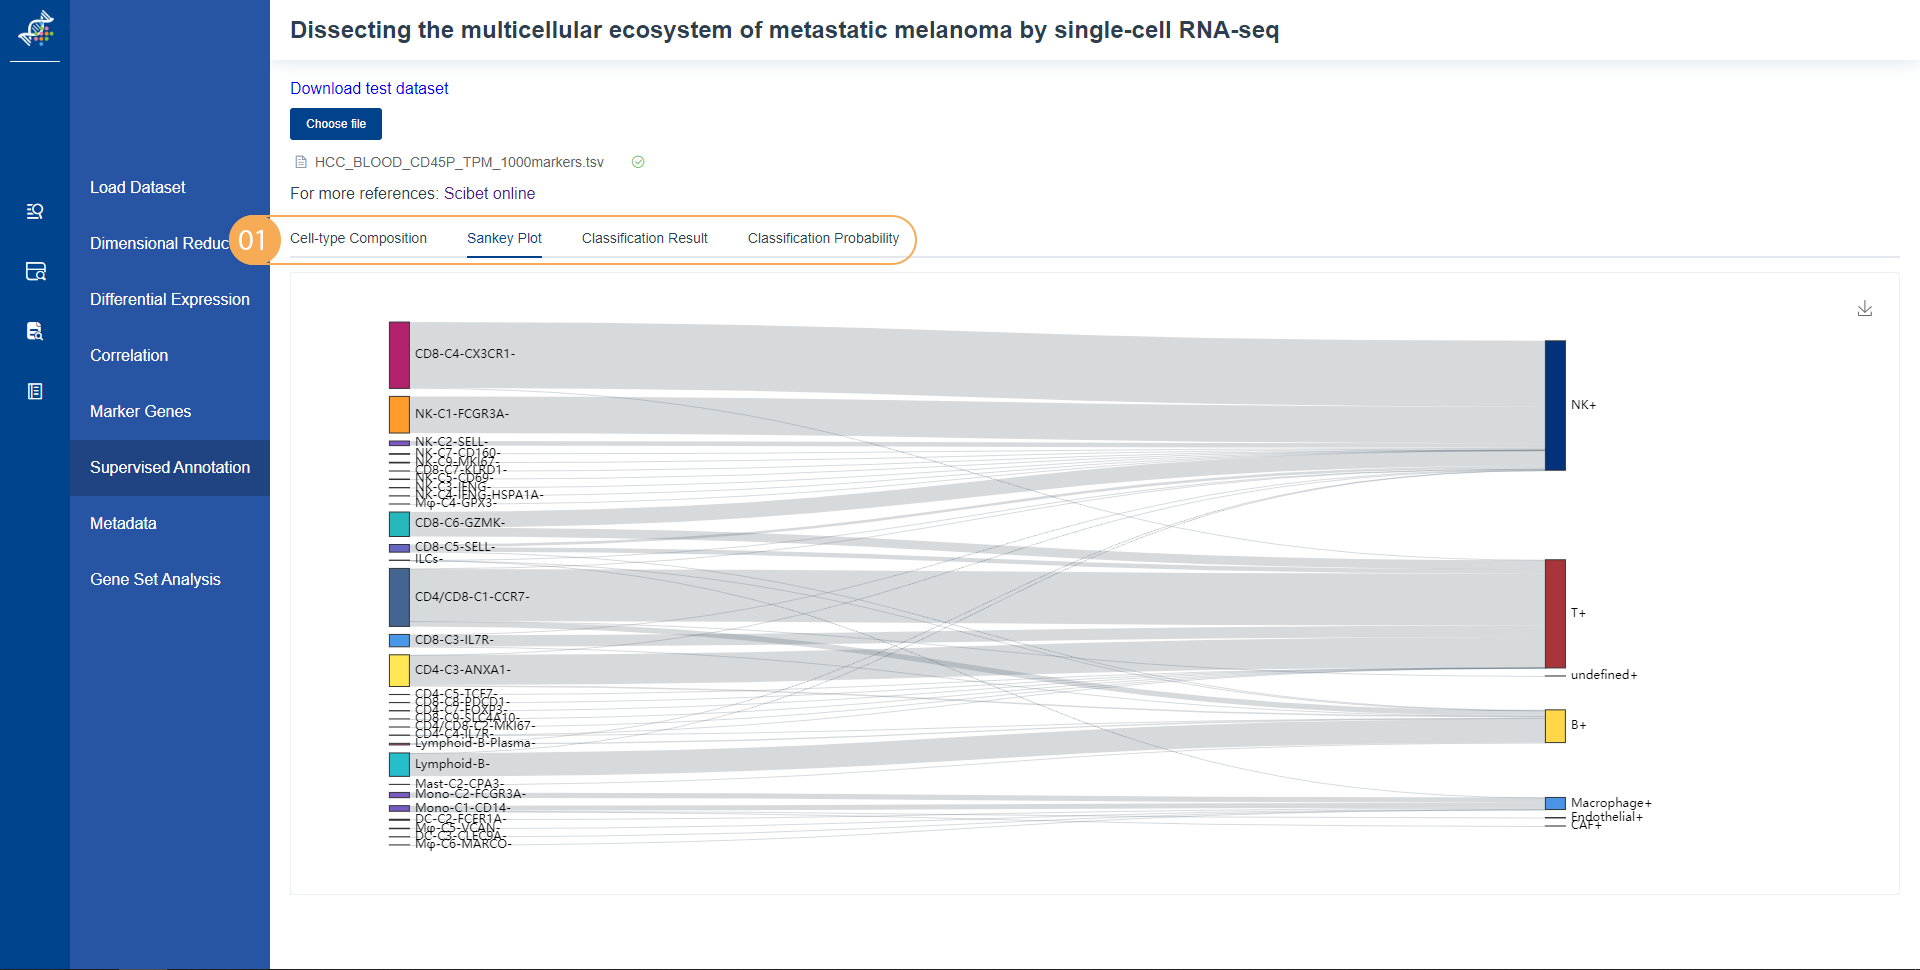 Dissecting the multicellular ecosystem of metastatic melanoma by single-cell RNA-seq
Download test dataset
Choose file
HCC_BLOOD_CD45P_TPM_1000markers.tsv
For more references: Scibet online
Load Dataset
Dimensional Reduc
Differential Expression
Correlation
Marker Genes
Supervised Annotation
Metadata
Gene Set Analysis
01
Cell-type Composition Sankey Plot Classification Result Classification Probability
CD8-C4-CX3CR1-
NK-C1-FCGR3A-
NK-C2-SELL-
NK-C7-CD160-
NK-C9-MKI67-
CD8-C7-KLRD1-
NK-C5-CD69-
NK-C3-IFNG-
NK-C4-IFNG-HSPA1A-
Mφ-C4-GPX3-
CD8-C6-GZMK-
CD8-C5-SELL-
ILCs-
CD4/CD8-C1-CCR7-
CD8-C3-IL7R-
CD4-C3-ANXA1-
CD4-C5-TCF7-
CD8-C8-PDCD1-
CD4-C7-FOXP3-
CD8-C9-SLC4A10-
CD4/CD8-C2-MKI67-
CD4-C4-IL7R-
Lymphoid-B-Plasma-
Lymphoid-B-
Mast-C2-CPA3-
Mono-C2-FCGR3A-
Mono-C1-CD14-
DC-C2-FCER1A-
Mφ-C5-VCAN-
DC-C3-CLEC9A-
Mφ-C6-MARCO-
NK+
T+
undefined+
B+
Macrophage+
Endothelial+
CAF+